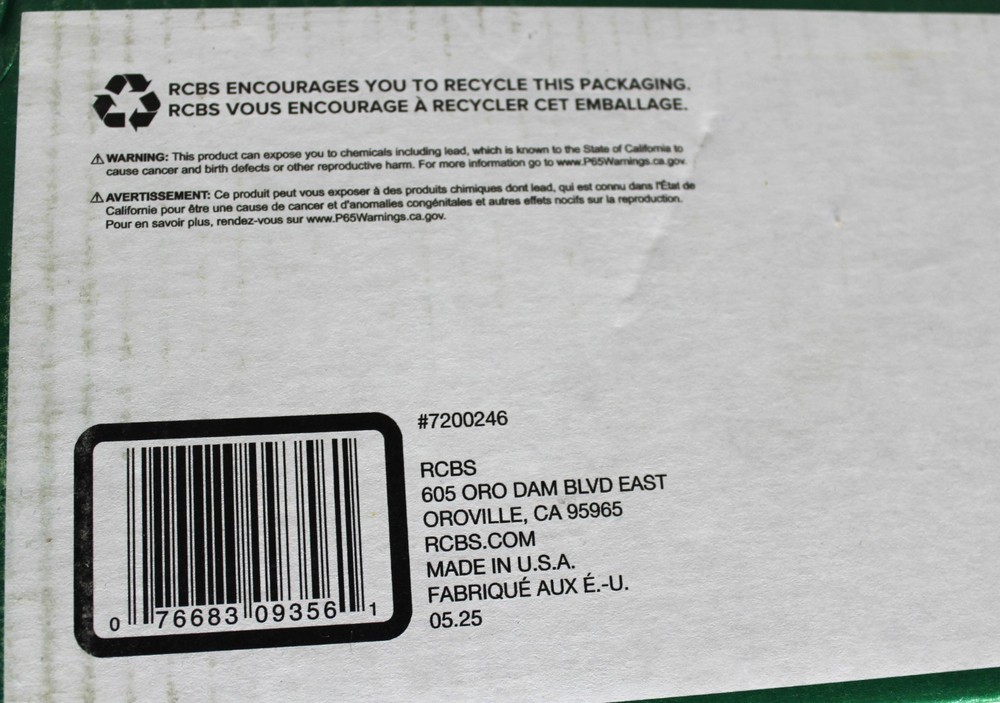 RCBS ENCOURAGES YOU TO RECYCLE THIS PACKAGING.
RCBS VOUS ENCOURAGE À RECYCLER CET EMBALLAGE.
⚠ WARNING: This product can expose you to chemicals including lead, which is known to the State of California to
cause cancer and birth defects or other reproductive harm. For more information go to www.P65Warnings.ca.gov.
⚠ AVERTISSEMENT: Ce produit peut vous exposer à des produits chimiques dont lead, qui est connu dans l'État de
Californie pour être une cause de cancer et d'anomalies congénitales et autres effets nocifs sur la reproduction.
Pour en savoir plus, rendez-vous sur www.P65Warnings.ca.gov.
#7200246
RCBS
605 ORO DAM BLVD EAST
OROVILLE, CA 95965
RCBS.COM
MADE IN U.S.A.
FABRIQUÉ AUX É.-U.
05.25
0 76683 09356 1